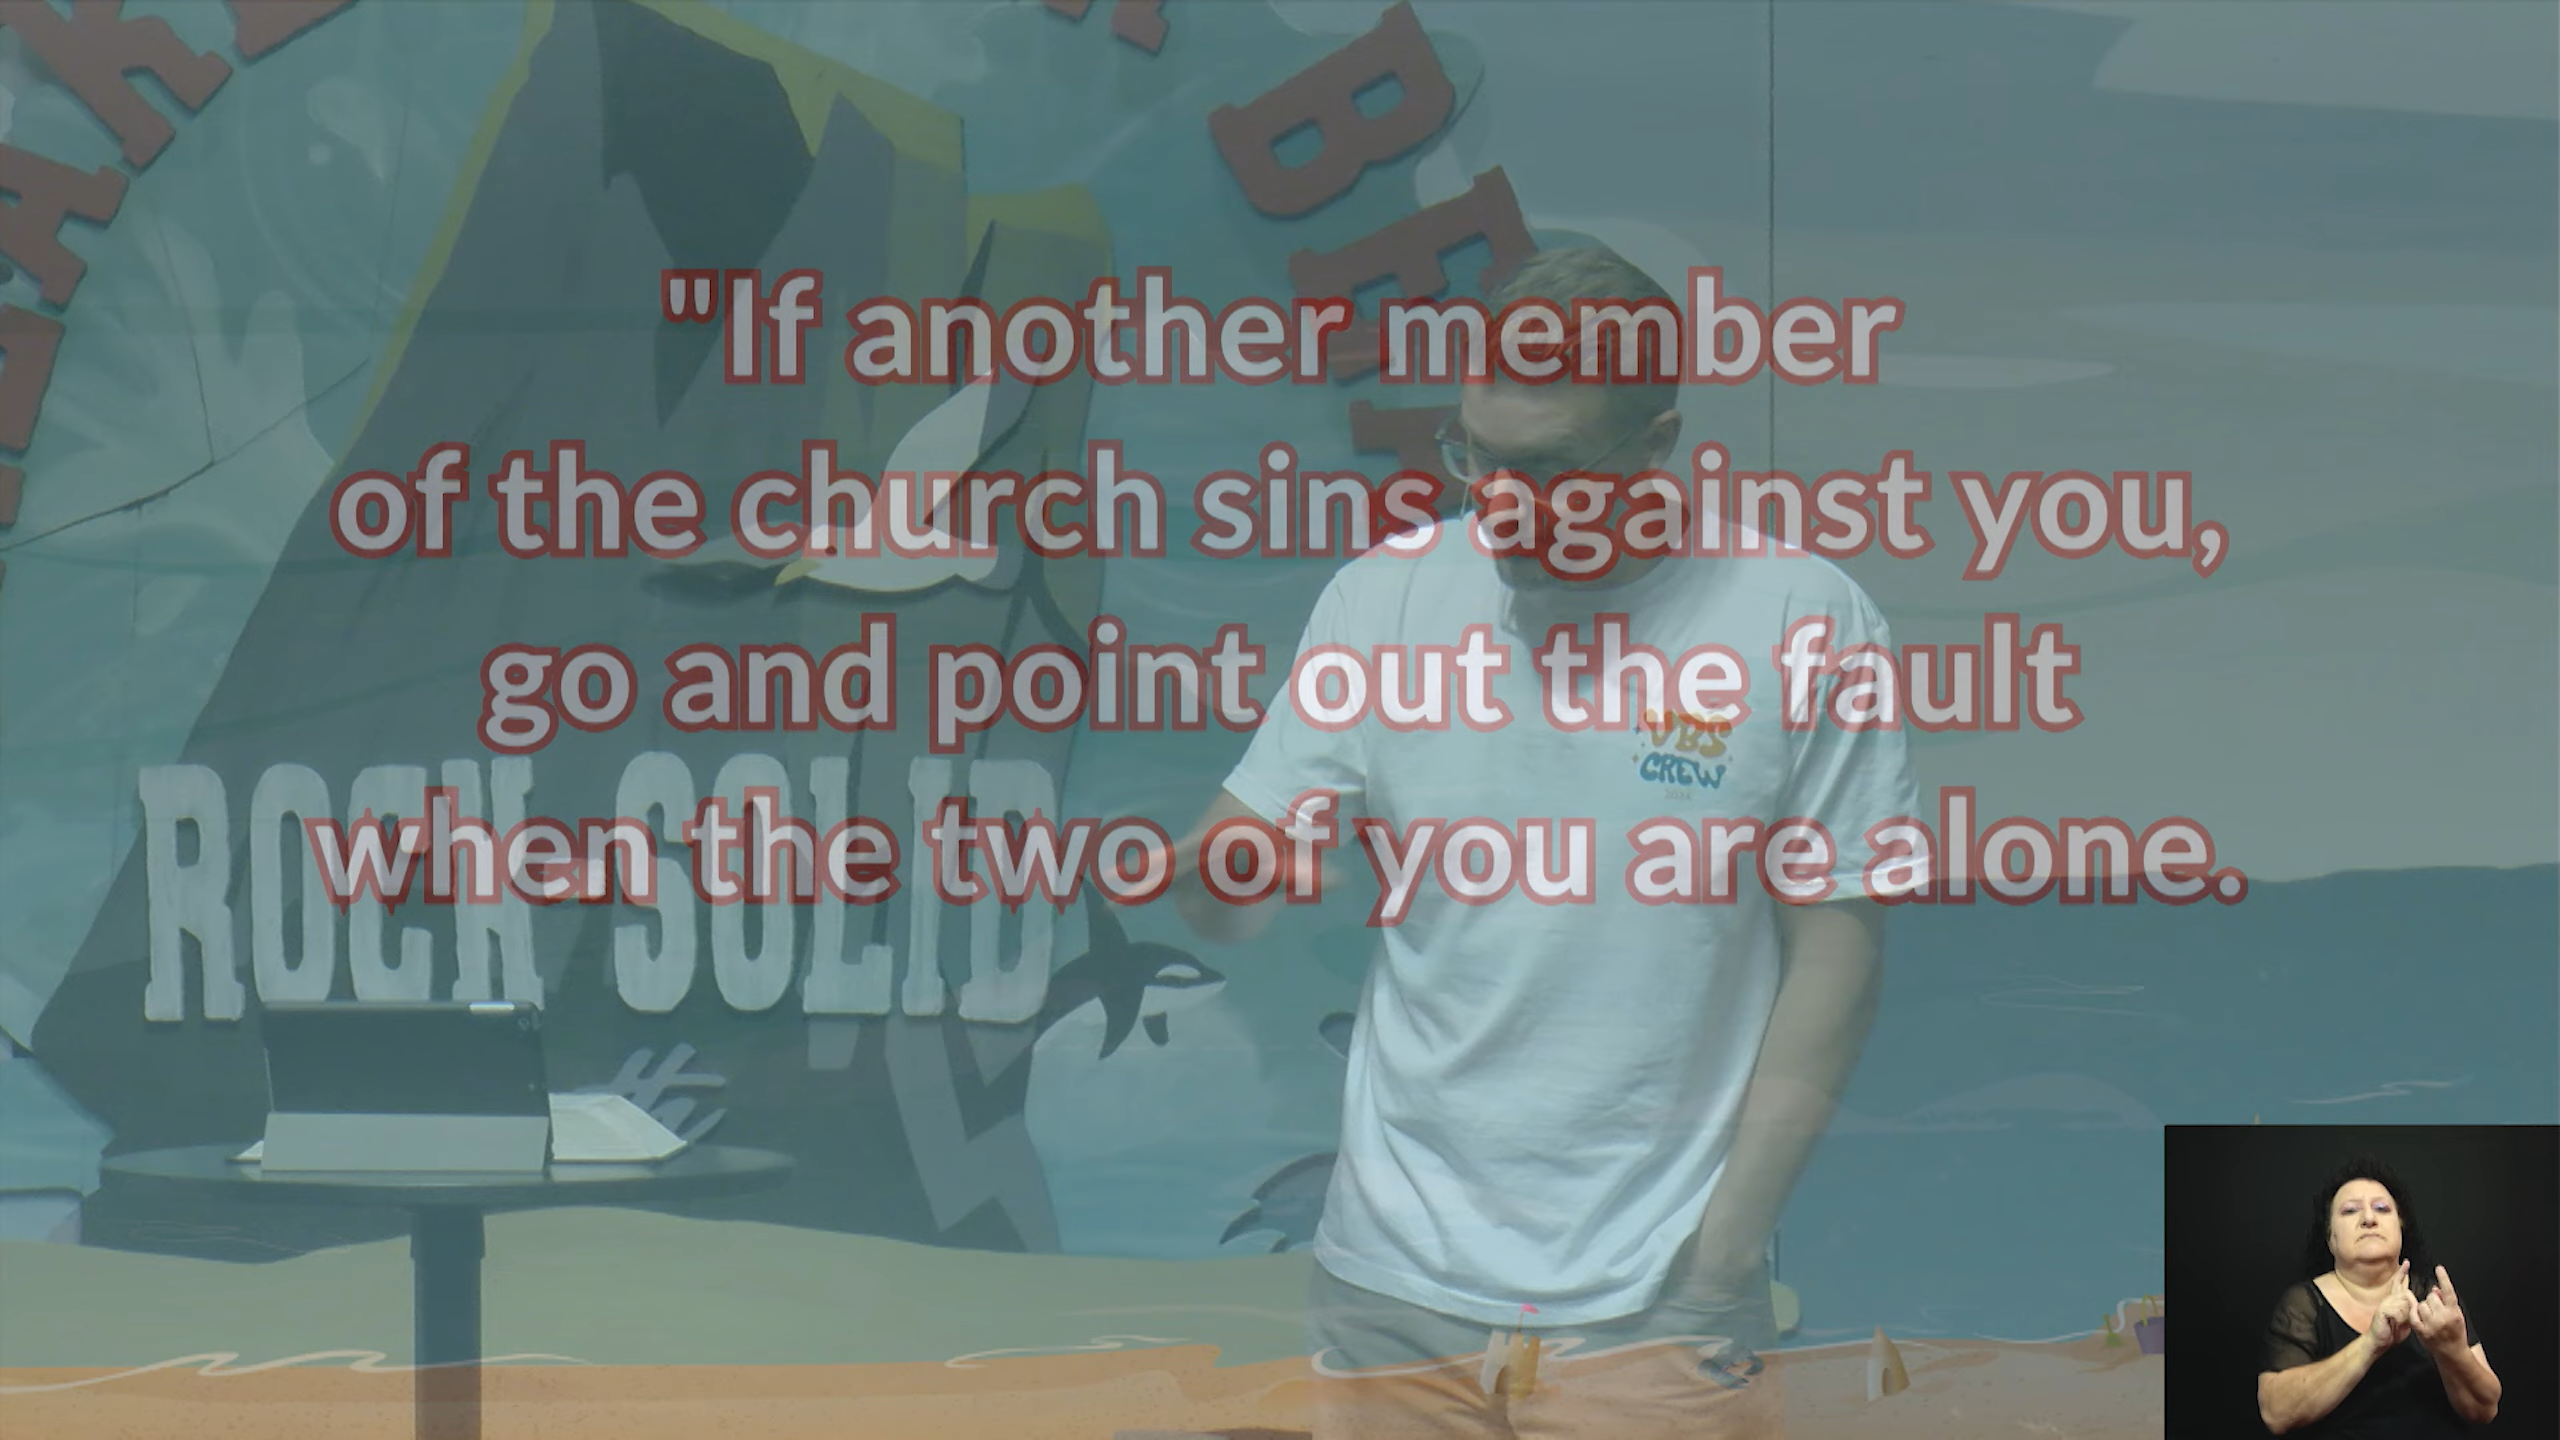 "If another member
of the church sins against you,
go and point out the fault
when the two of you are alone.
ROCK-SOLID
VBS
CREW
2024